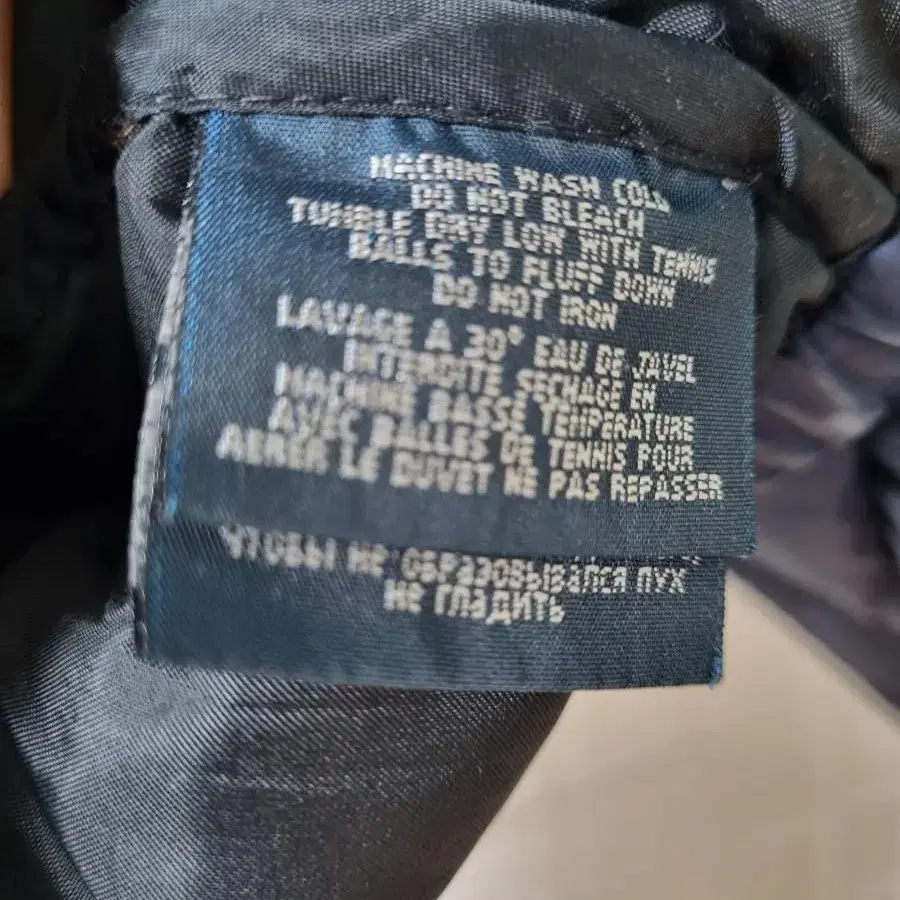 MACHINE WASH COLD
DO NOT BLEACH
TUMBLE DRY LOW WITH TENNIS
BALLS TO FLUFF DOWN
DO NOT IRON
LAVAGE A 30° EAU DE JAVEL
INTERDITE SECHAGE EN
MACHINE BASSE TEMPERATURE
AVEC BALLES DE TENNIS POUR
AERER LE DUVET NE PAS REPASSER
ЧТОБЫ НЕ ОБРАЗОВЫВАЛСЯ ПУХ
НЕ ГЛАДИТЬ